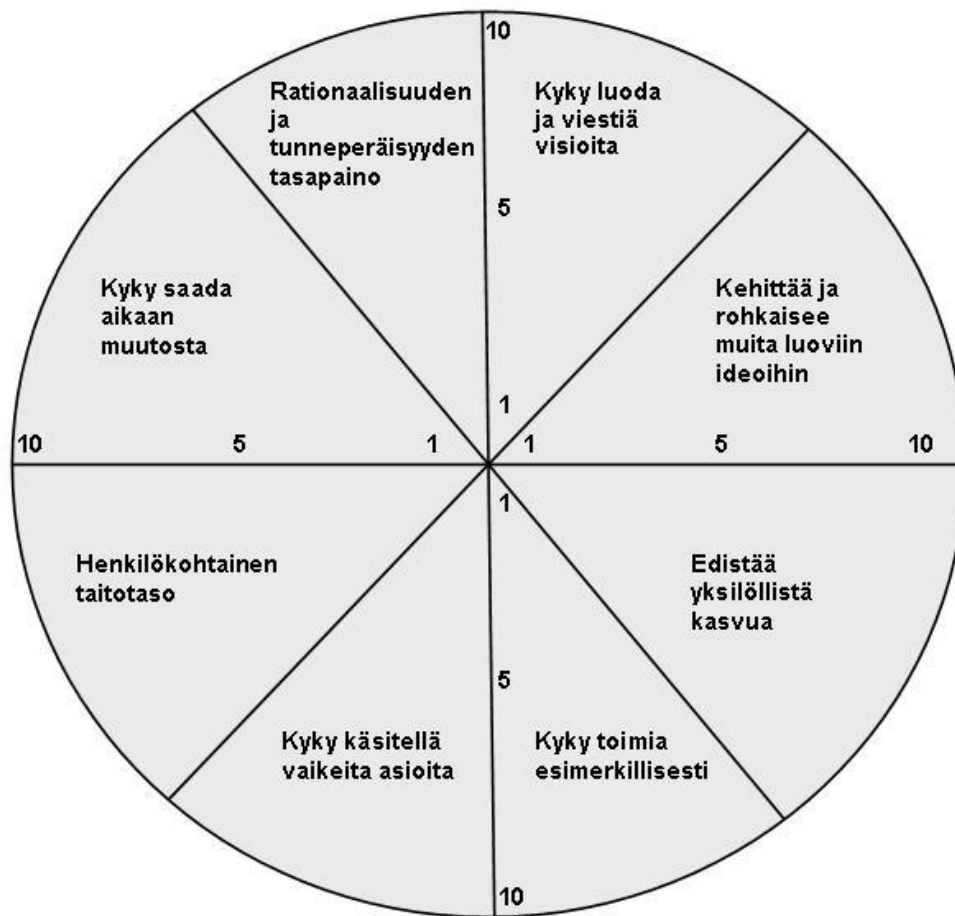 10
Rationaalisuuden
ja
tunneperäisyyden
tasapaino
Kyky luoda
ja viestiä
visioita
5
Kyky saada
aikaan
muutosta
Kehittää ja
rohkaisee
muita luoviin
ideoihin
1
10 5 1 1 5 10
1
Henkilökohtainen
taitotaso
Edistää
yksilöllistä
kasvua
5
Kyky käsitellä
vaikeita asioita
Kyky toimia
esimerkillisesti
10